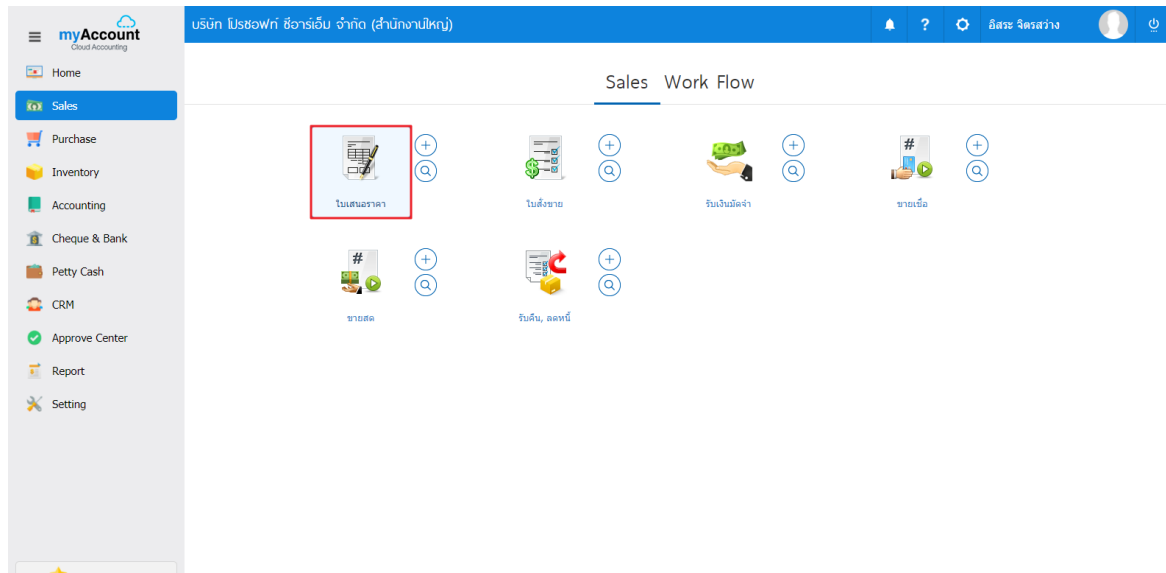 myAccount
Cloud Accounting
บริษัท โปรซอฟท์ ซีอาร์เอ็ม จำกัด (สำนักงานใหญ่)
?
อิสระ จิตรสว่าง
Home
Sales
Purchase
Inventory
Accounting
Cheque & Bank
Petty Cash
CRM
Approve Center
Report
Setting
Sales Work Flow
ใบเสนอราคา
ใบสั่งขาย
รับเงินมัดจำ
ขายเชื่อ
ขายสด
รับคืน, ลดหนี้